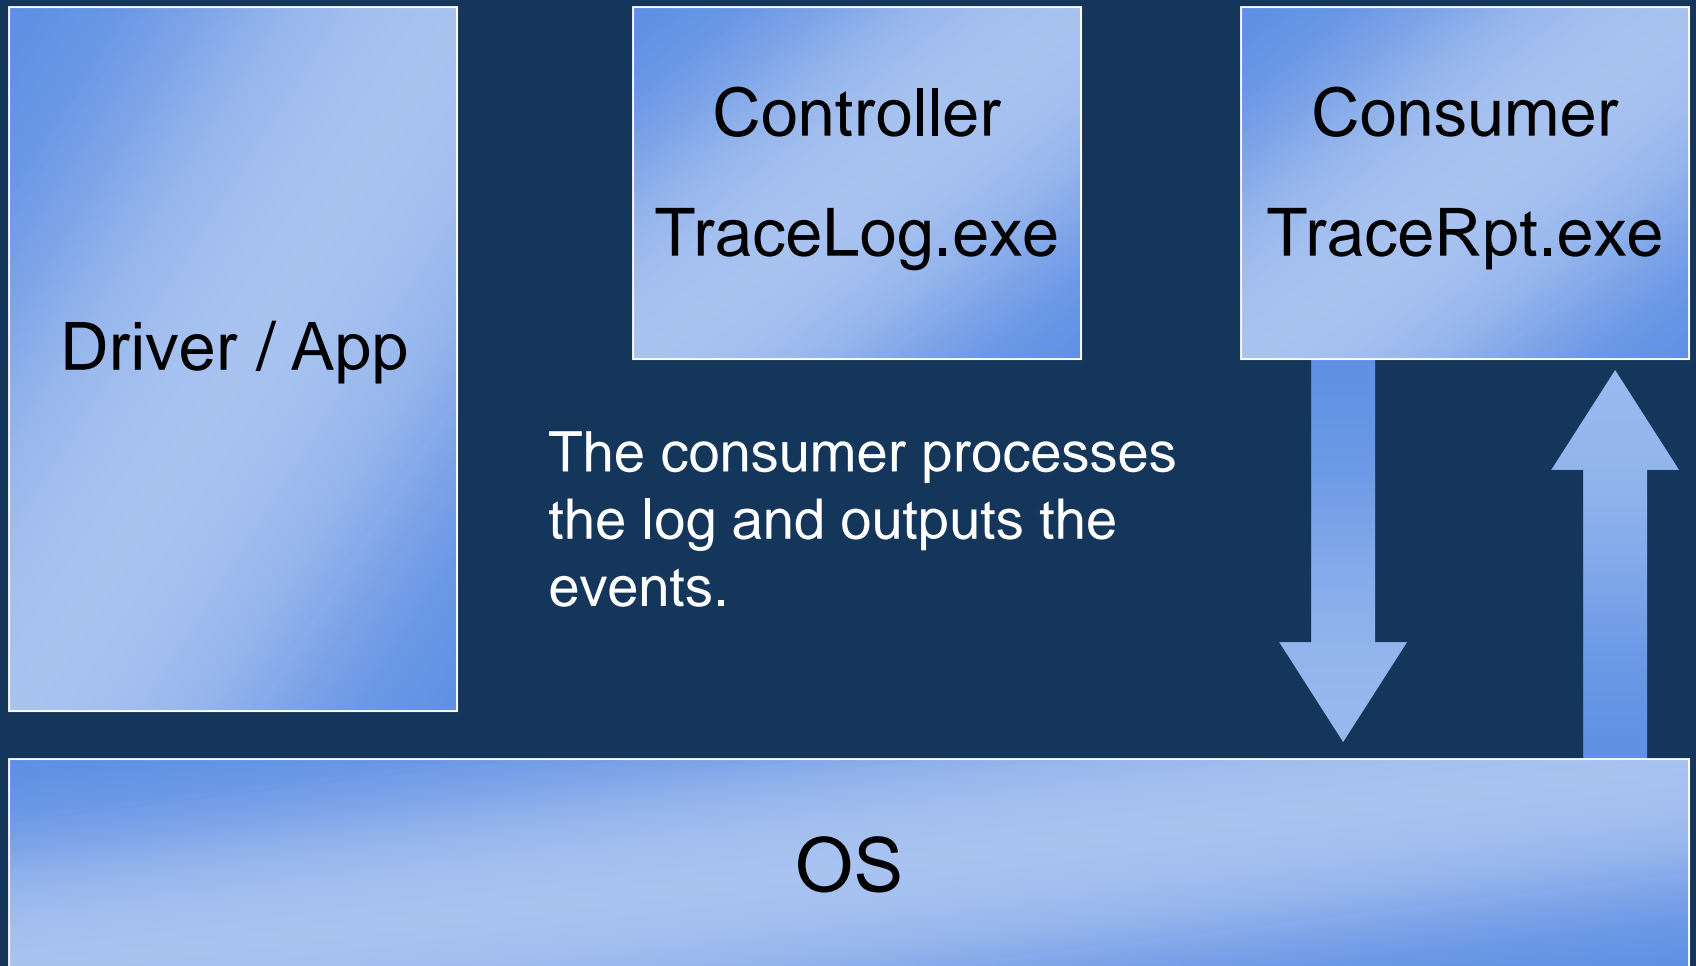 Driver / App
Controller
TraceLog.exe
Consumer
TraceRpt.exe
The consumer processes
the log and outputs the
events.
OS